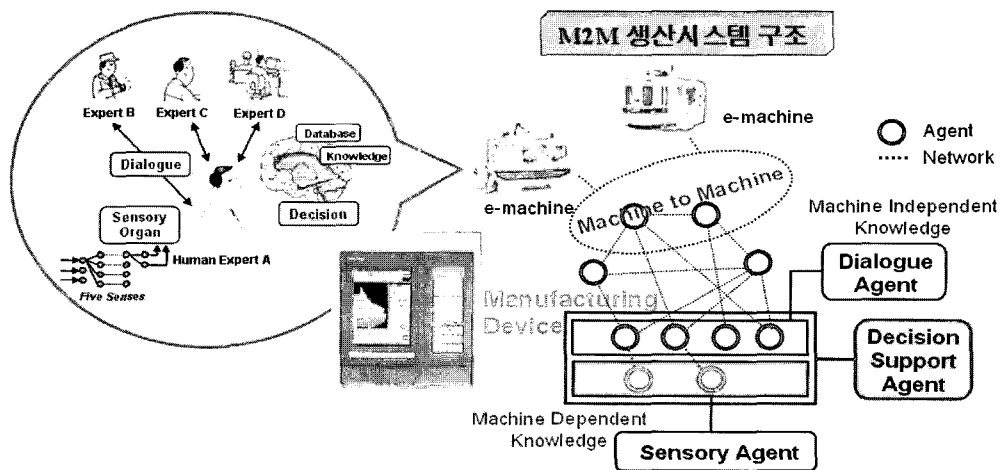 M2M 생산시스템 구조
Expert B
Expert C
Expert D
Database
Knowledge
Dialogue
Decision
Sensory
Organ
Human Expert A
Five Senses
e-machine
e-machine
Agent
Network
Machine to Machine
Machine Independent
Knowledge
Dialogue
Agent
Manufacturing
Device
Decision
Support
Agent
Machine Dependent
Knowledge
Sensory Agent